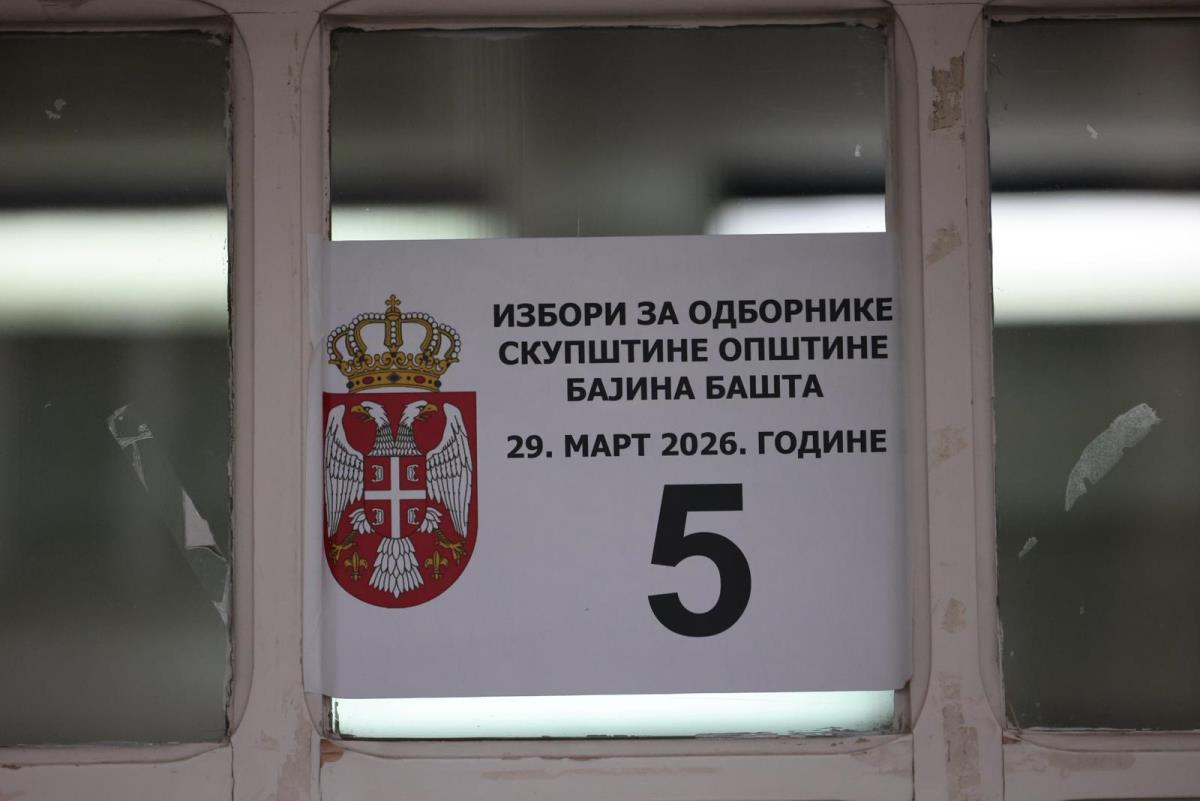 ИЗБОРИ ЗА ОДБОРНИКЕ
СКУПШТИНЕ ОПШТИНЕ
БАЈИНА БАШТА
29. МАРТ 2026. ГОДИНЕ
5